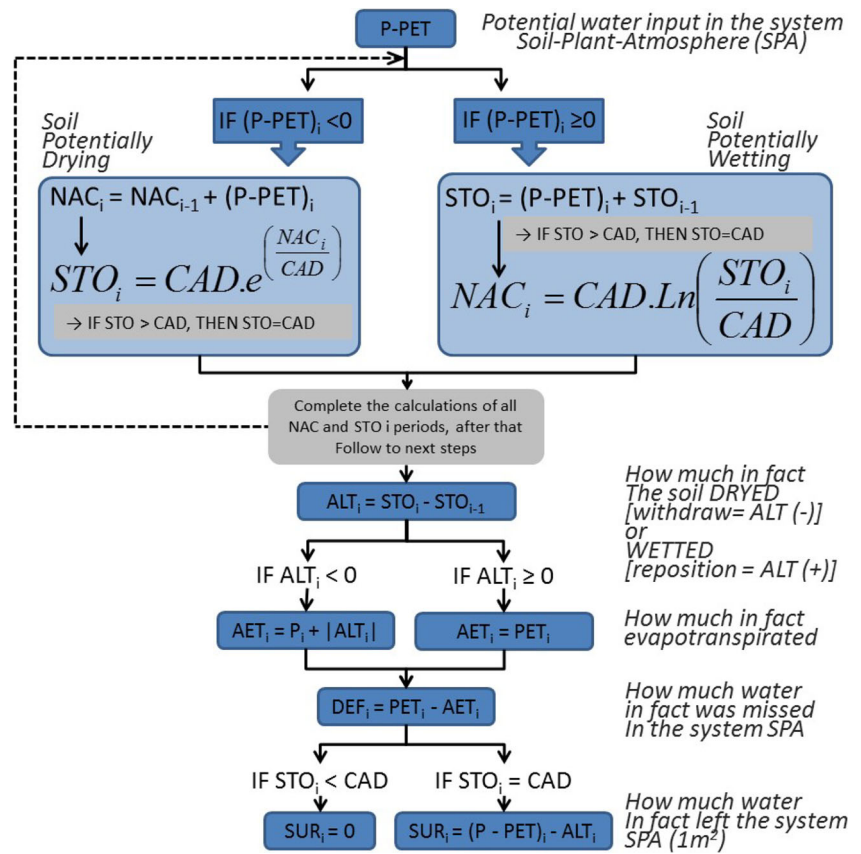 P-PET
Potential water input in the system
Soil-Plant-Atmosphere (SPA)
IF (P-PET)i <0
IF (P-PET)i ≥0
Soil
Potentially
Drying
Soil
Potentially
Wetting
NACi = NACi-1 + (P-PET)i
STOi = CAD.e^(NACi/CAD)
→ IF STO > CAD, THEN STO=CAD
STOi = (P-PET)i + STOi-1
→ IF STO > CAD, THEN STO=CAD
NACi = CAD.Ln(STOi/CAD)
Complete the calculations of all
NAC and STO i periods, after that
Follow to next steps
ALTi = STOi - STOi-1
How much in fact
The soil DRYED
[withdraw= ALT (-)]
or
WETTED
[reposition = ALT (+)]
IF ALTi < 0
IF ALTi ≥ 0
AETi = Pi + |ALTi|
AETi = PETi
How much in fact
evapotranspirated
DEFi = PETi - AETi
How much water
in fact was missed
In the system SPA
IF STOi < CAD
IF STOi = CAD
SURi = 0
SURi = (P - PET)i - ALTi
How much water
In fact left the system
SPA (1m²)